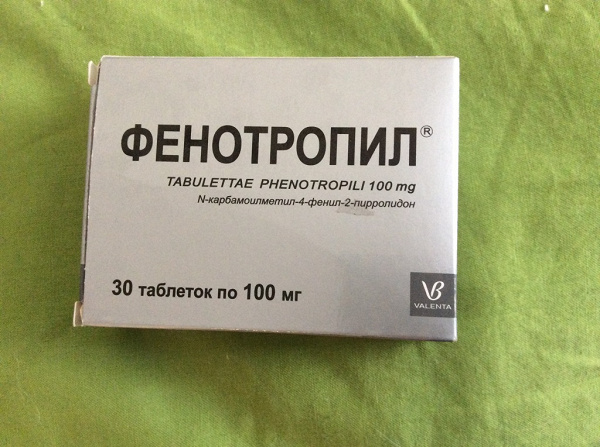 ФЕНОТРОПИЛ®
TABULETTAE PHENOTROPILI 100 mg
N-карбамоилметил-4-фенил-2-пирролидон
30 таблеток по 100 мг
VALENTA